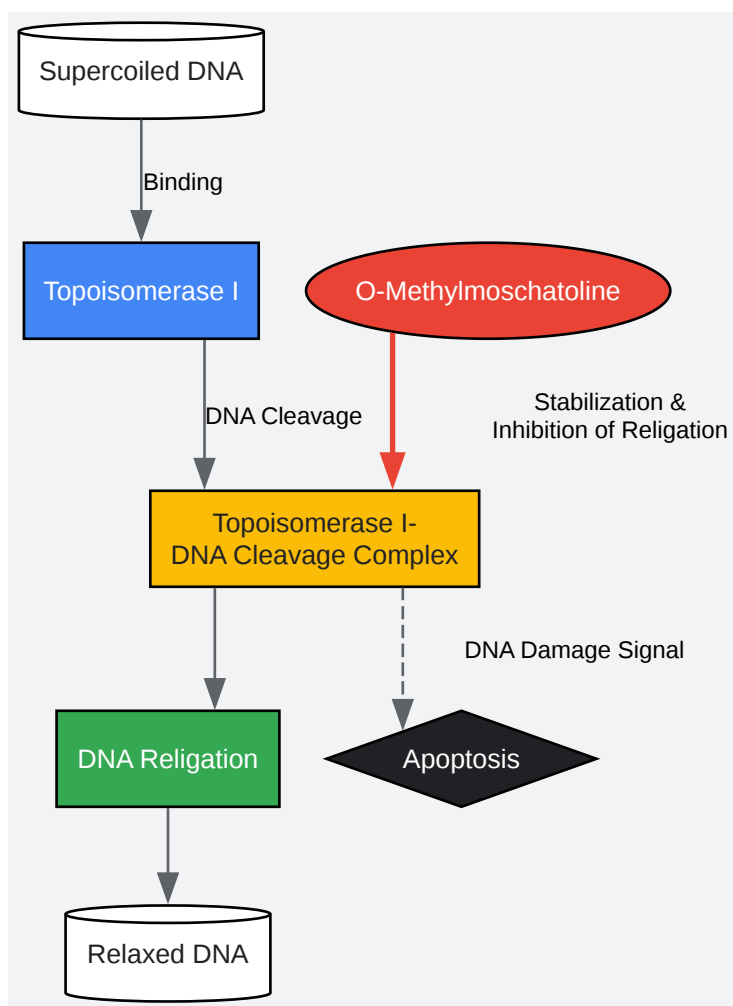 Supercoiled DNA
Binding
Topoisomerase I
O-Methylmoschatoline
DNA Cleavage
Stabilization &
Inhibition of Religation
Topoisomerase I-
DNA Cleavage Complex
DNA Damage Signal
DNA Religation
Apoptosis
Relaxed DNA